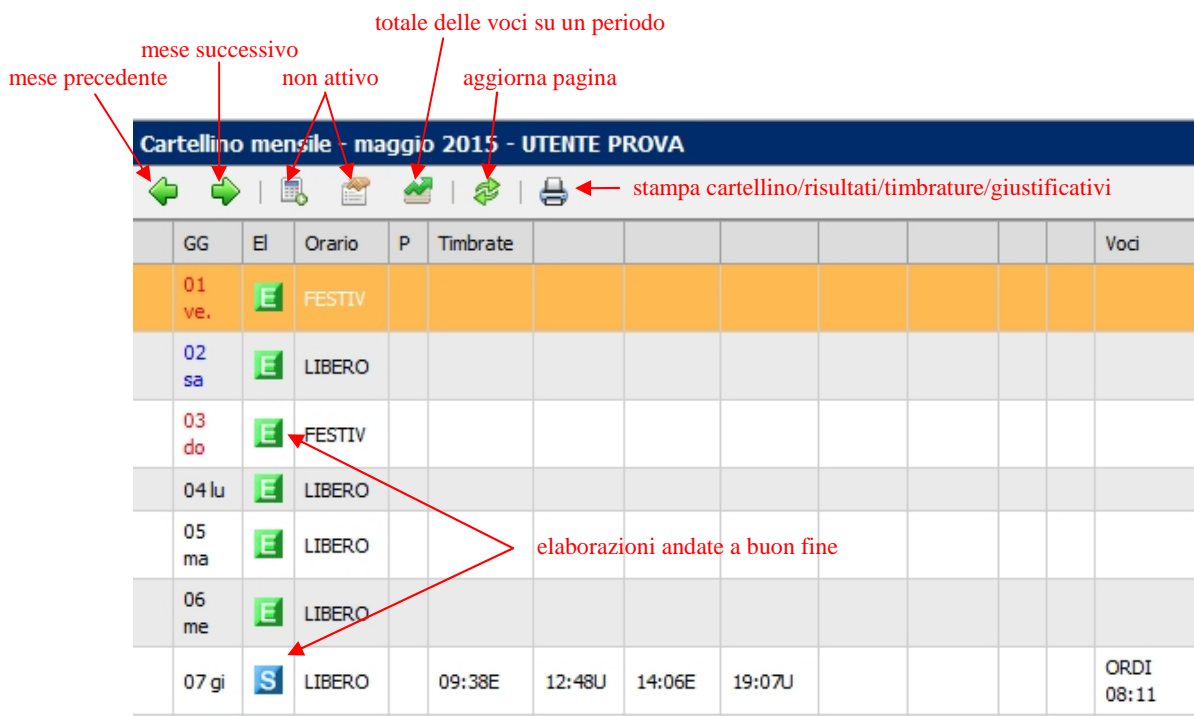 totale delle voci su un periodo
mese successivo
mese precedente
non attivo
aggiorna pagina
Cartellino mensile - maggio 2015 - UTENTE PROVA
stampa cartellino/risultati/timbrature/giustificativi
GG El Orario P Timbrate Voci
01
ve. E FESTIV
02
sa E LIBERO
03
do E FESTIV
04 lu E LIBERO
05
ma E LIBERO
elaborazioni andate a buon fine
06
me E LIBERO
07 gi S LIBERO 09:38E 12:48U 14:06E 19:07U ORDI
08:11